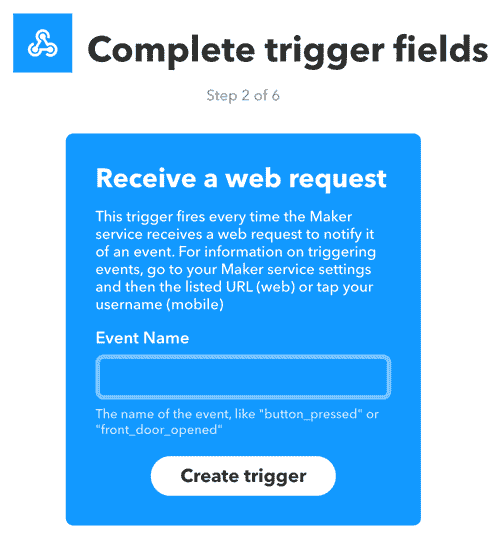 Complete trigger fields
Step 2 of 6
Receive a web request
This trigger fires every time the Maker
service receives a web request to notify it
of an event. For information on triggering
events, go to your Maker service settings
and then the listed URL (web) or tap your
username (mobile)
Event Name
The name of the event, like "button_pressed" or
"front_door_opened"
Create trigger